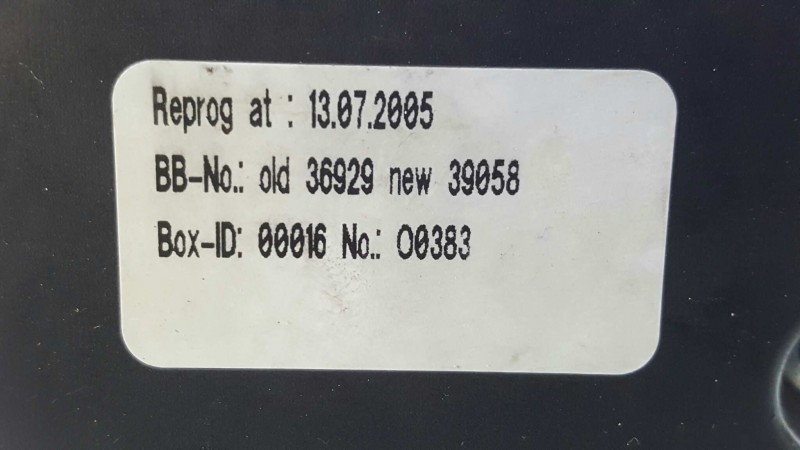 Reprog at : 13.07.2005
BB-No.: old 36929 new 39058
Box-ID: 00016 No.: 00383